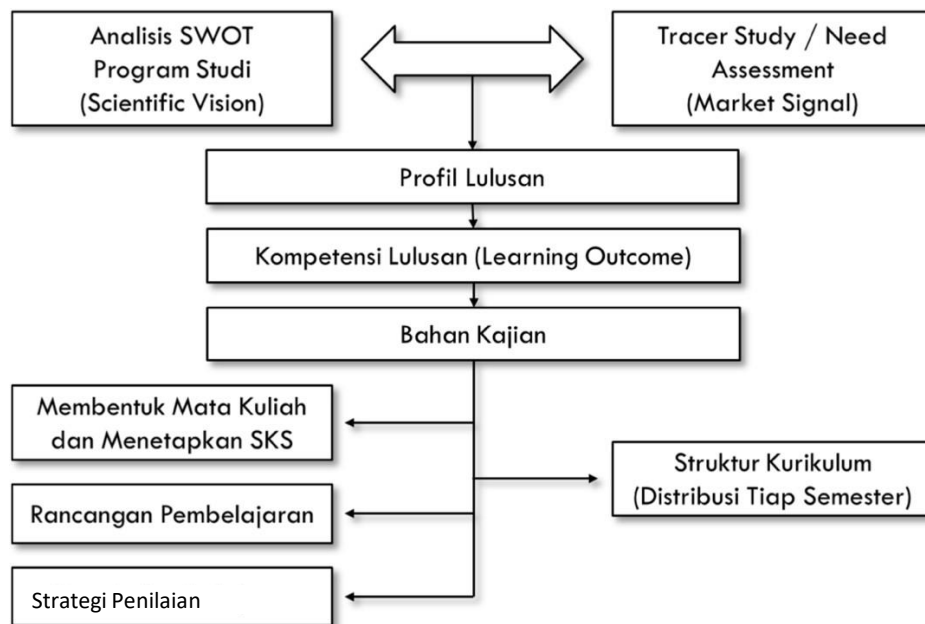 Analisis SWOT
Program Studi
(Scientific Vision)
Tracer Study / Need
Assessment
(Market Signal)
Profil Lulusan
Kompetensi Lulusan (Learning Outcome)
Bahan Kajian
Membentuk Mata Kuliah
dan Menetapkan SKS
Struktur Kurikulum
(Distribusi Tiap Semester)
Rancangan Pembelajaran
Strategi Penilaian